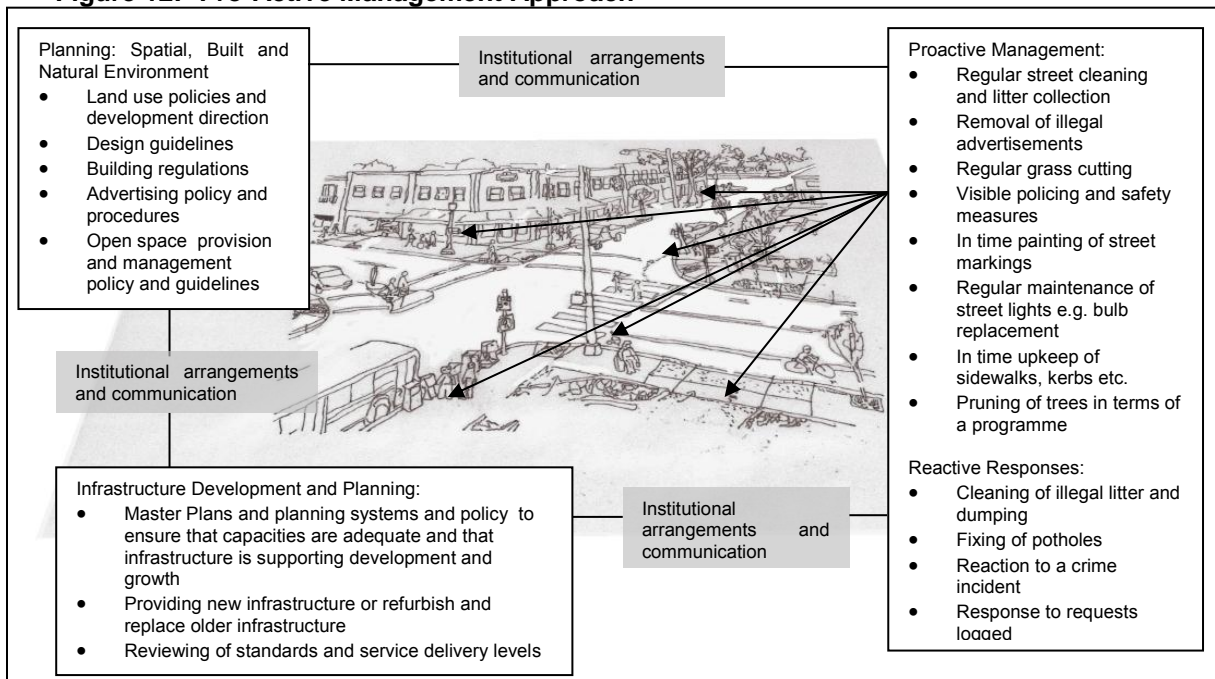 Figure 12: Pro-Active Management Approach
Planning: Spatial, Built and
Natural Environment
• Land use policies and
development direction
• Design guidelines
• Building regulations
• Advertising policy and
procedures
• Open space provision
and management
policy and guidelines
Institutional arrangements
and communication
Proactive Management:
• Regular street cleaning
and litter collection
• Removal of illegal
advertisements
• Regular grass cutting
• Visible policing and safety
measures
• In time painting of street
markings
• Regular maintenance of
street lights e.g. bulb
replacement
• In time upkeep of
sidewalks, kerbs etc.
• Pruning of trees in terms of
a programme
Reactive Responses:
• Cleaning of illegal litter and
dumping
• Fixing of potholes
• Reaction to a crime
incident
• Response to requests
logged
Institutional arrangements
and communication
Infrastructure Development and Planning:
• Master Plans and planning systems and policy to
ensure that capacities are adequate and that
infrastructure is supporting development and
growth
• Providing new infrastructure or refurbish and
replace older infrastructure
• Reviewing of standards and service delivery levels
Institutional
arrangements and
communication